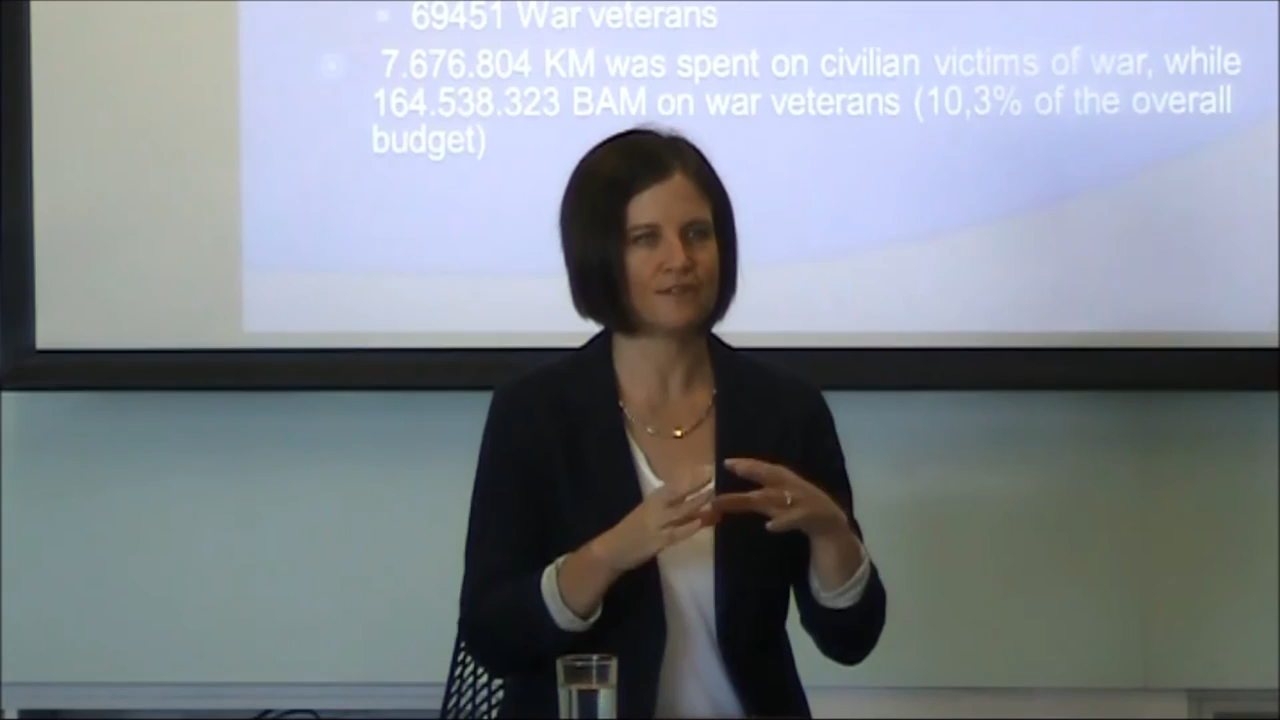 69451 War veterans
7.676.804 KM was spent on civilian victims of war, while
164.538.323 BAM on war veterans (10,3% of the overall
budget)